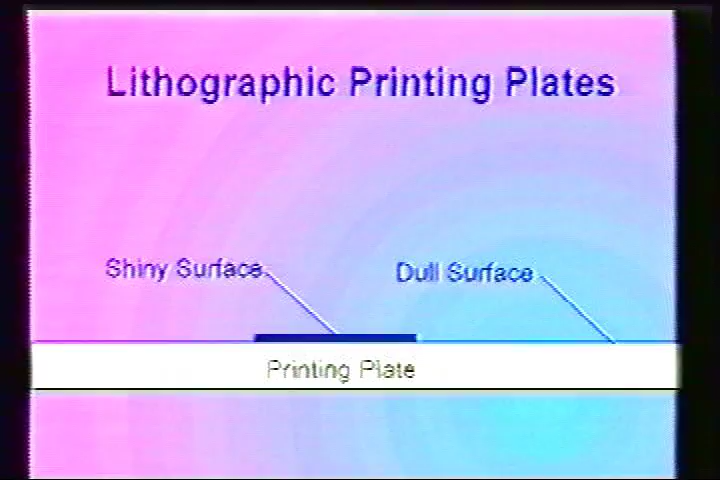 Lithographic Printing Plates
Shiny Surface
Dull Surface
Printing Plate